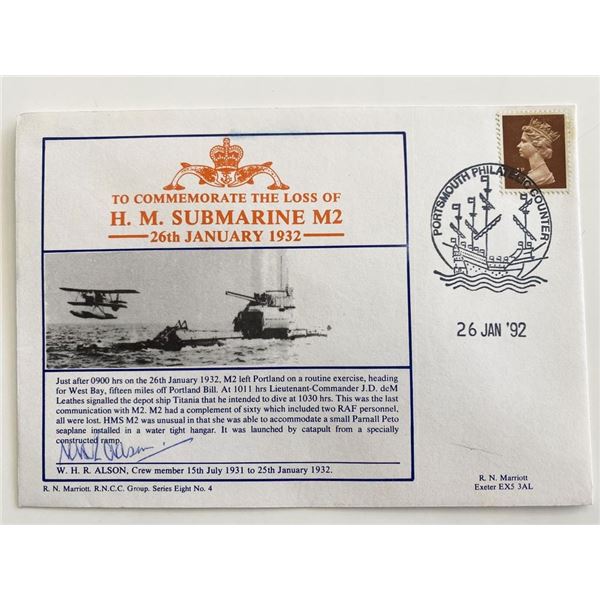 TO COMMEMORATE THE LOSS OF
H. M. SUBMARINE M2
26th JANUARY 1932
Just after 0900 hrs on the 26th January 1932, M2 left Portland on a routine exercise, heading
for West Bay, fifteen miles off Portland Bill. At 1011 hrs Lieutenant-Commander J.D. deM
Leathes signalled the depot ship Titania that he intended to dive at 1030 hrs. This was the last
communication with M2. M2 had a complement of sixty which included two RAF personnel,
all were lost. HMS M2 was unusual in that she was able to accommodate a small Parnall Peto
seaplane installed in a water tight hangar. It was launched by catapult from a specially
constructed ramp.
W. H. R. ALSON, Crew member 15th July 1931 to 25th January 1932.
R. N. Marriott. R.N.C.C. Group. Series Eight No. 4
PORTSMOUTH PHILATELIC COUNTER
26 JAN '92
R. N. Marriott
Exeter EX5 3AL